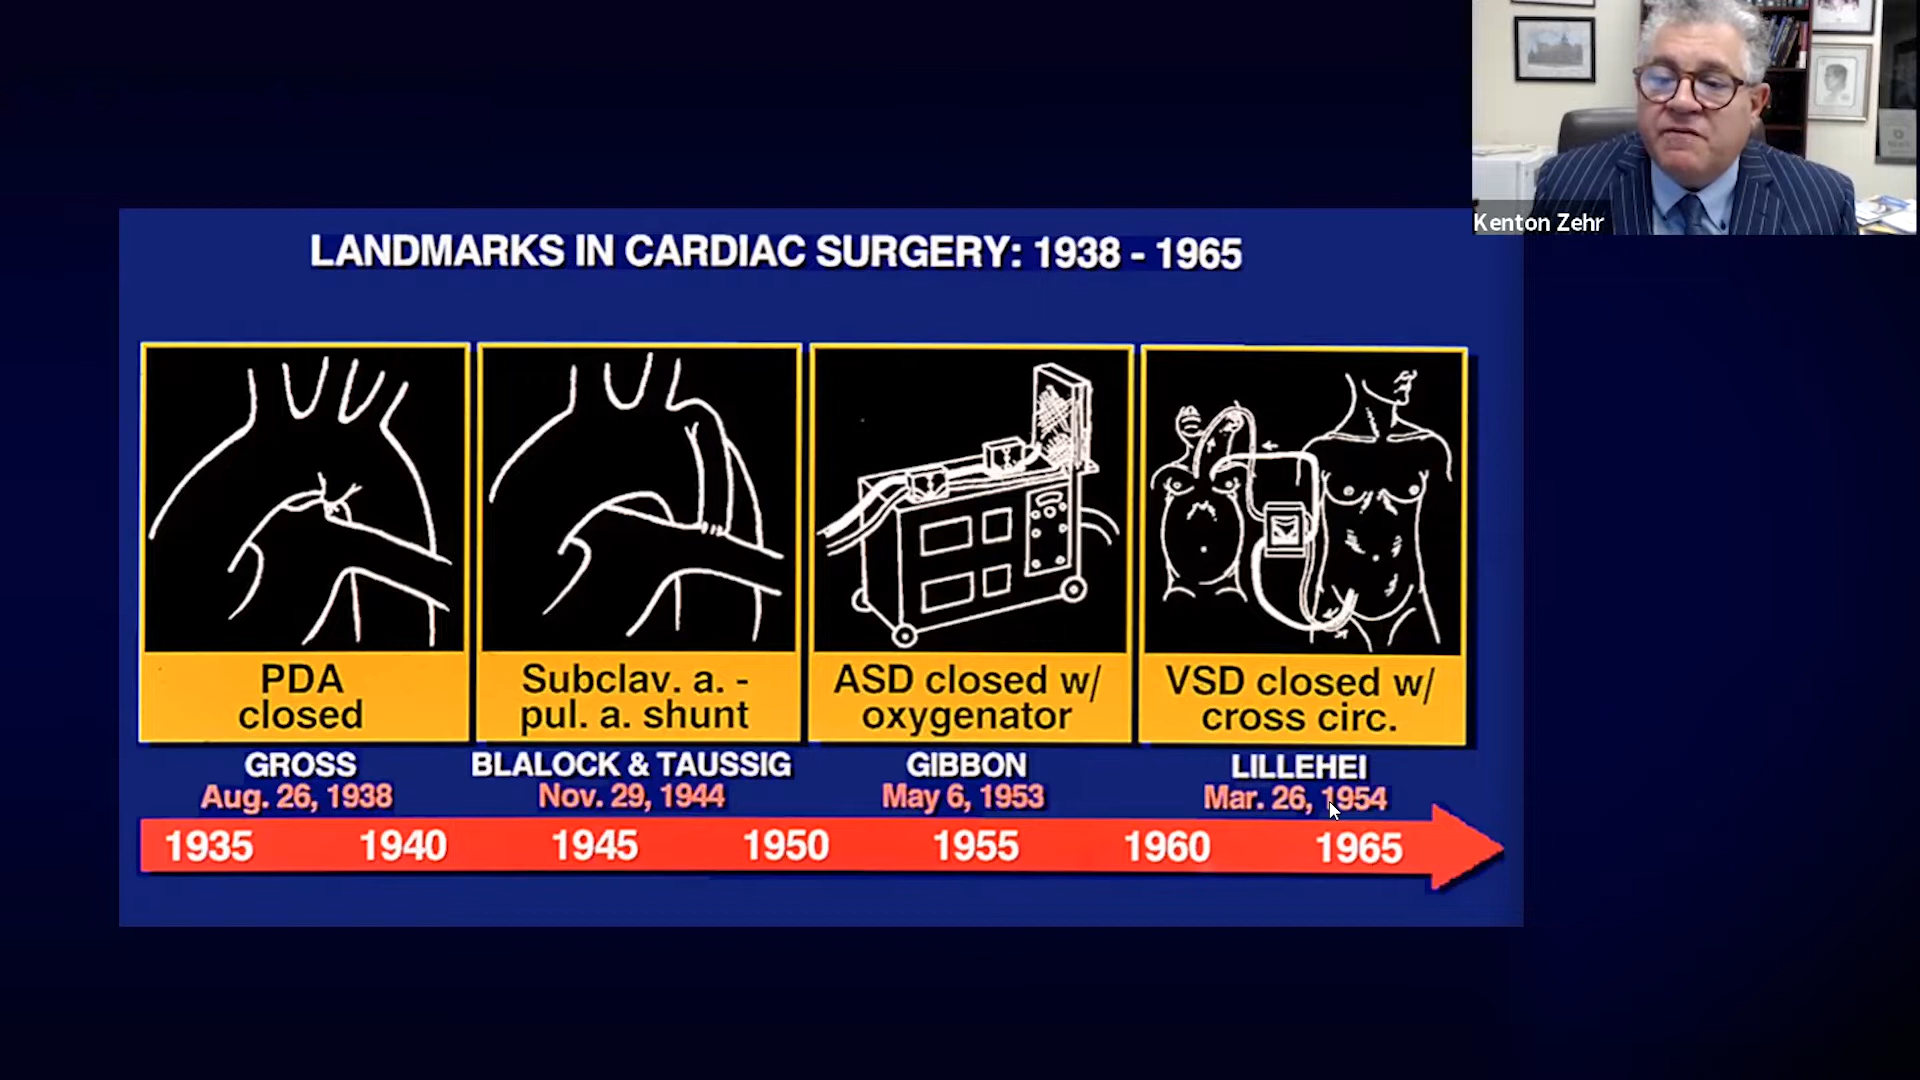 Kenton Zehr
LANDMARKS IN CARDIAC SURGERY: 1938 - 1965
PDA
closed
Subclav. a. -
pul. a. shunt
ASD closed w/
oxygenator
VSD closed w/
cross circ.
GROSS
Aug. 26, 1938
BLALOCK & TAUSSIG
Nov. 29, 1944
GIBBON
May 6, 1953
LILLEHEI
Mar. 26, 1954
1935 1940 1945 1950 1955 1960 1965